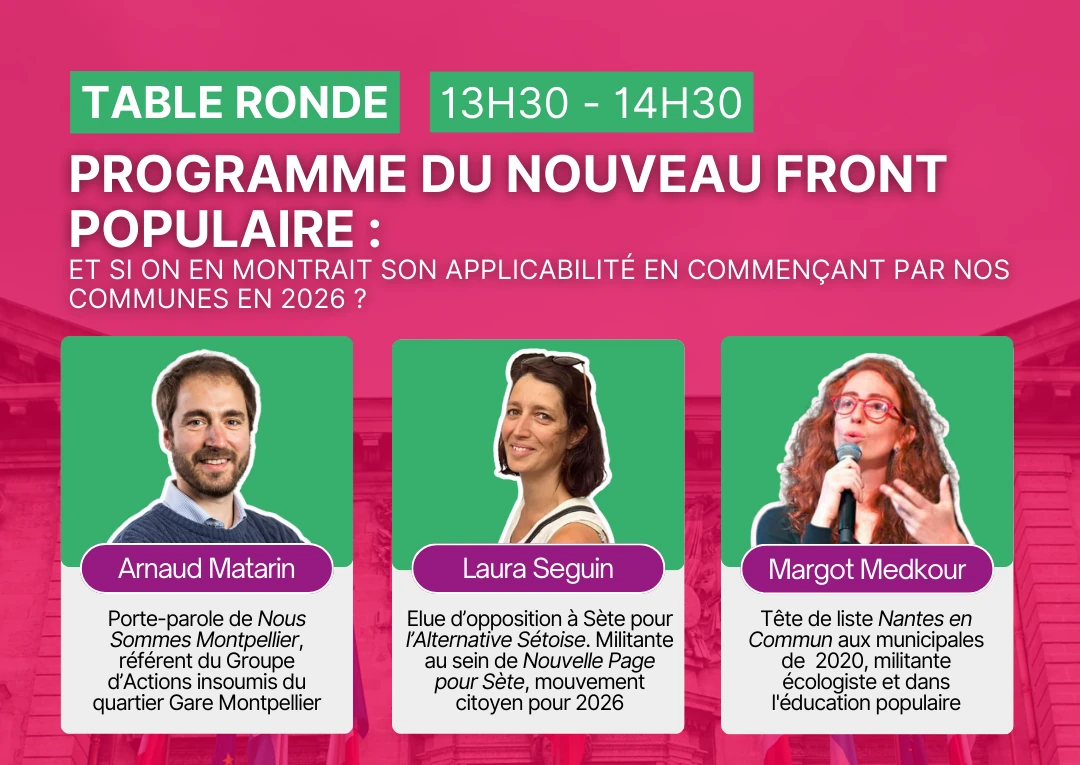 TABLE RONDE
13H30 - 14H30
PROGRAMME DU NOUVEAU FRONT
POPULAIRE :
ET SI ON EN MONTRAIT SON APPLICABILITÉ EN COMMENÇANT PAR NOS
COMMUNES EN 2026 ?
Arnaud Matarin
Porte-parole de Nous
Sommes Montpellier,
référent du Groupe
d'Actions insoumis du
quartier Gare Montpellier
Laura Seguin
Elue d'opposition à Sète pour
l'Alternative Sétoise. Militante
au sein de Nouvelle Page
pour Sète, mouvement
citoyen pour 2026
Margot Medkour
Tête de liste Nantes en
Commun aux municipales
de  2020, militante
écologiste et dans
l'éducation populaire